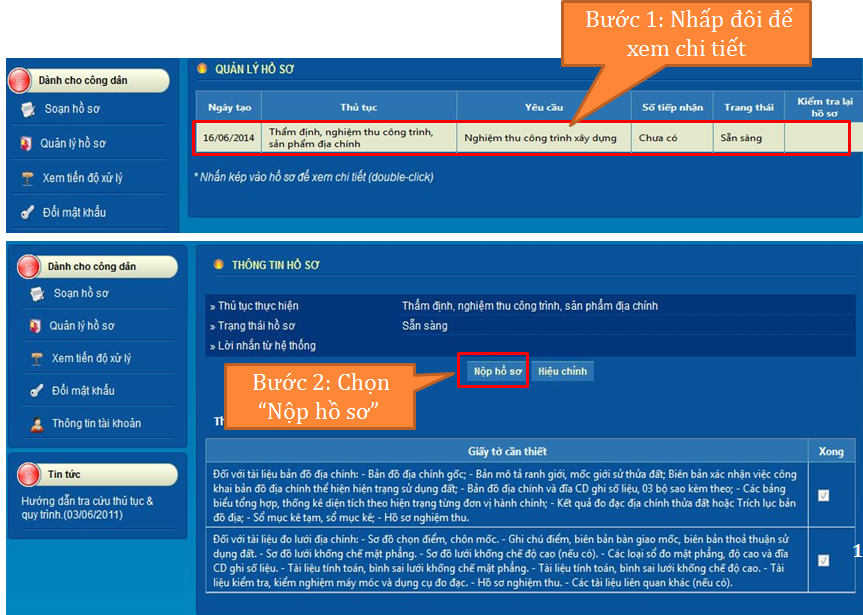 Bước 1: Nhấp đôi để
xem chi tiết
Dành cho công dân
Soạn hồ sơ
Quản lý hồ sơ
Xem tiến độ xử lý
Đổi mật khẩu
QUẢN LÝ HỒ SƠ
Ngày tạo Thủ tục Yêu cầu Số tiếp nhận Trang thái Kiểm tra lại
hồ sơ
16/06/2014 Thẩm định, nghiệm thu công trình,
sản phẩm địa chính Nghiệm thu công trình xây dựng Chưa có Sẵn sàng
* Nhấn kép vào hồ sơ để xem chi tiết (double-click)
Dành cho công dân
Soạn hồ sơ
Quản lý hồ sơ
Xem tiến độ xử lý
Đổi mật khẩu
Thông tin tài khoản
Tin tức
Hướng dẫn tra cứu thủ tục &
quy trình.(03/06/2011)
THÔNG TIN HỒ SƠ
» Thủ tục thực hiện Thẩm định, nghiệm thu công trình, sản phẩm địa chính
» Trạng thái hồ sơ Sẵn sàng
» Lời nhắn từ hệ thống
Nộp hồ sơ Hiệu chỉnh
Bước 2: Chọn
“Nộp hồ sơ”
Giấy tờ cần thiết Xong
Đối với tài liệu bản đồ địa chính: - Bản đồ địa chính gốc; - Bản mô tả ranh giới, mốc giới sử thửa đất; Biên bản xác nhận việc công
khai bản đồ địa chính thể hiện hiện trạng sử dụng đất; - Bản đồ địa chính và đĩa CD ghi số liệu, 03 bộ sao kèm theo; - Các bảng
biểu tổng hợp, thống kê diện tích theo hiện trạng từng đơn vị hành chính; - Kết quả đo đạc địa chính thửa đất hoặc Trích lục bản
đồ địa; - Sổ mục kê tạm, sổ mục kê; - Hồ sơ nghiệm thu.
Đối với tài liệu đo lưới địa chính: - Sơ đồ chọn điểm, chôn mốc. - Ghi chú điểm, biên bản bàn giao mốc, biên bản thoả thuận sử
dụng đất. - Sơ đồ lưới khống chế mặt phẳng. - Sơ đồ lưới khống chế độ cao (nếu có). - Các loại sổ đo mặt phẳng, độ cao và đĩa
CD ghi số liệu. - Tài liệu tính toán, bình sai lưới khống chế mặt phẳng. - Tài liệu tính toán, bình sai lưới khống chế độ cao. - Tài
liệu kiểm tra, kiểm nghiệm máy móc và dụng cụ đo đạc. - Hồ sơ nghiệm thu. - Các tài liệu liên quan khác (nếu có).
1